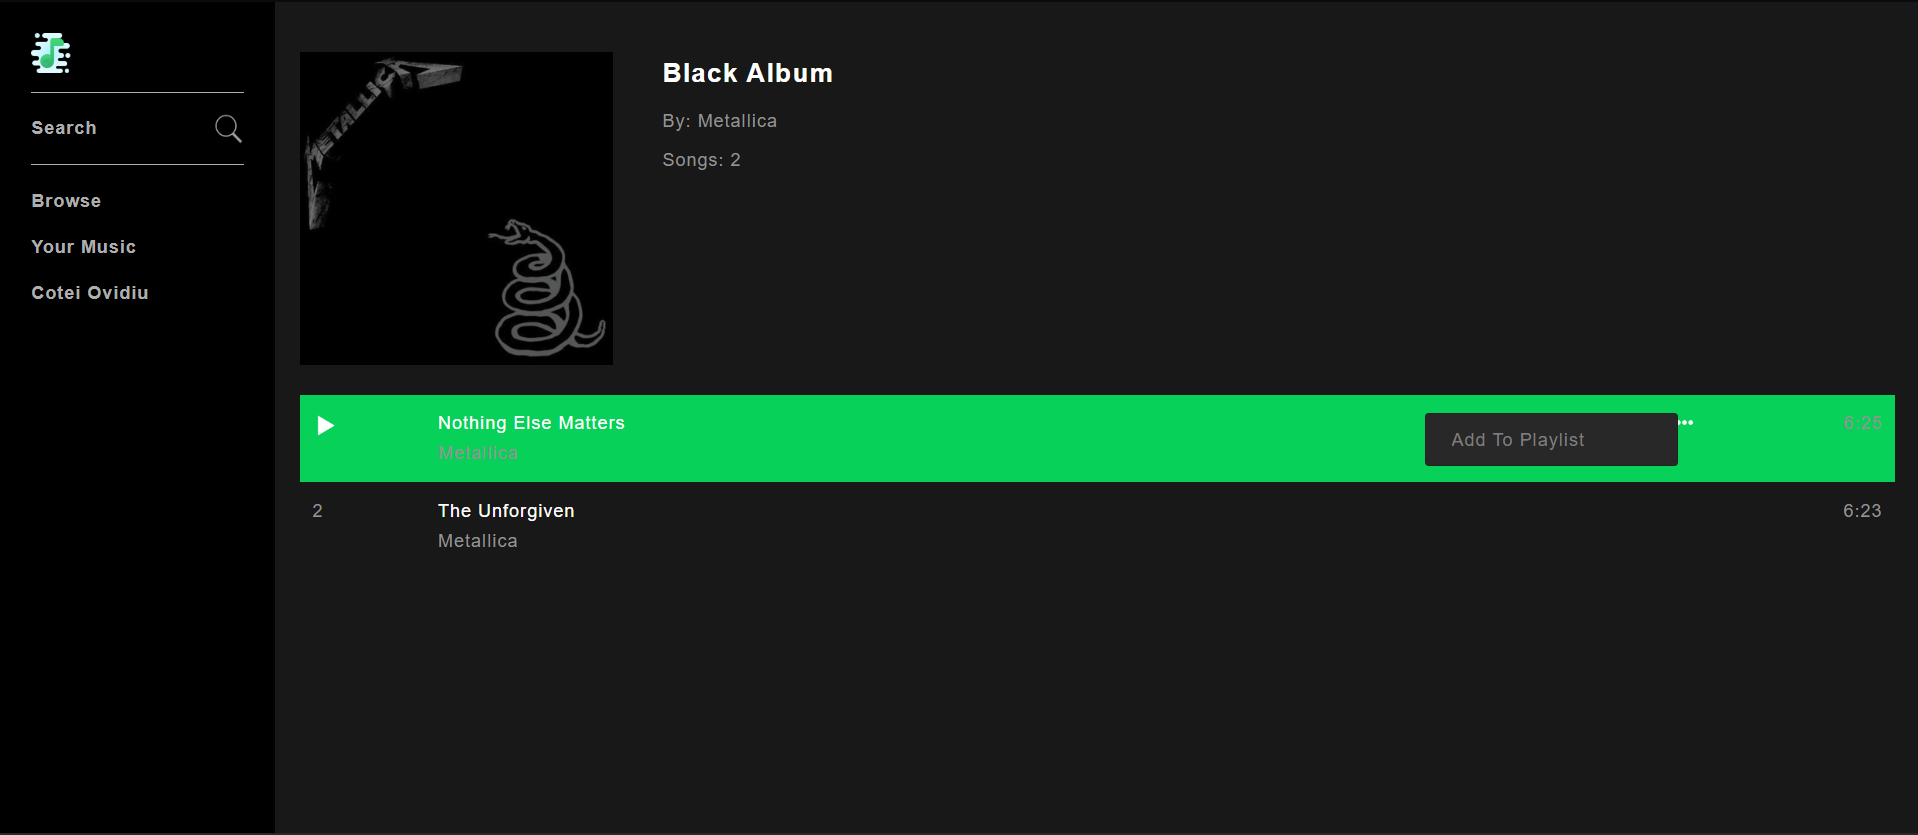 Search
Browse
Your Music
Cotei Ovidiu
METALLICA
Black Album
By: Metallica
Songs: 2
Nothing Else Matters
Metallica
Add To Playlist
•••
6:25
2
The Unforgiven
Metallica
6:23